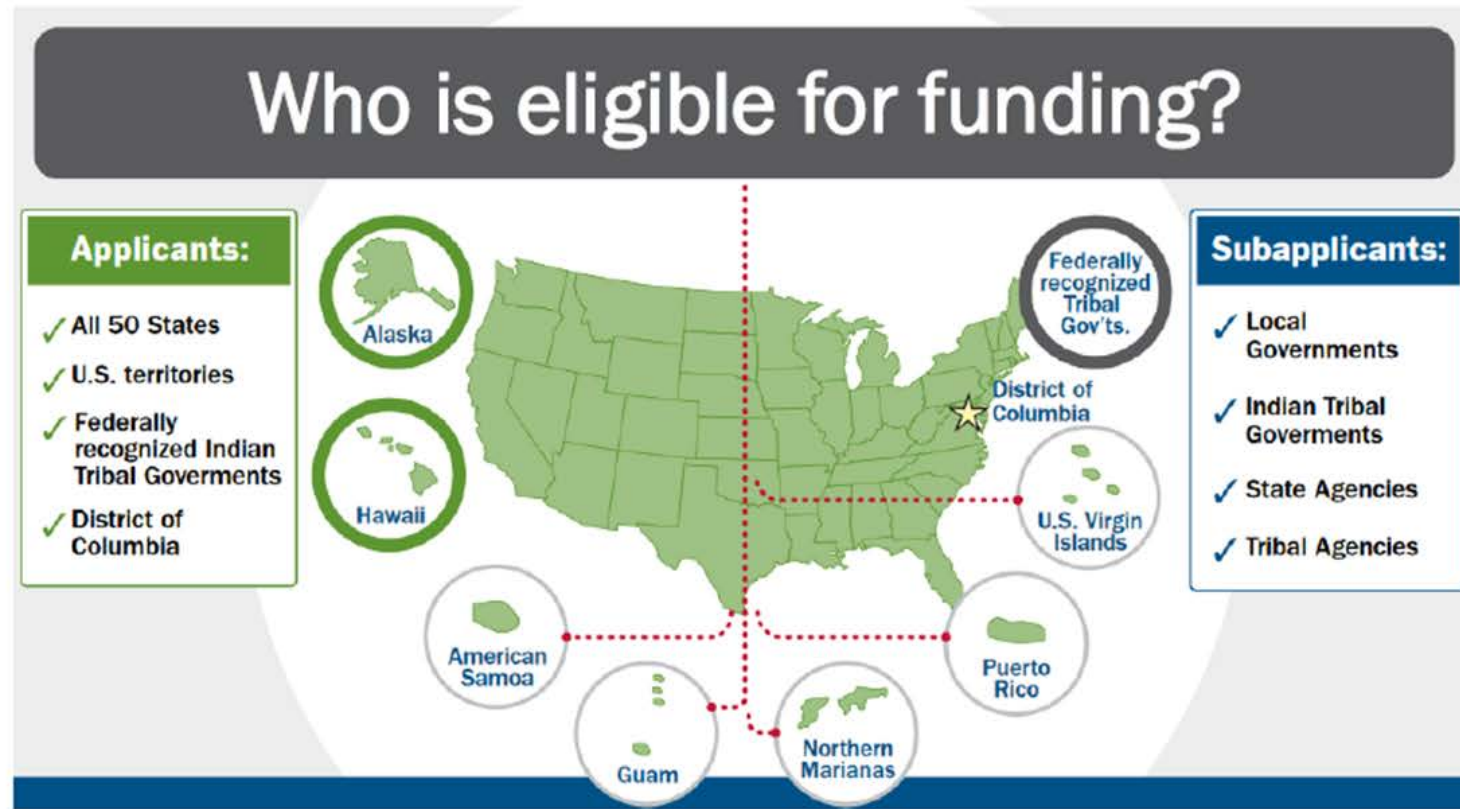 Who is eligible for funding?
Applicants:
All 50 States
U.S. territories
Federally
recognized Indian
Tribal Goverments
District of
Columbia
Alaska
Hawaii
Federally
recognized
Tribal
Gov'ts.
District of
Columbia
U.S. Virgin
Islands
American
Samoa
Guam
Northern
Marianas
Puerto
Rico
Subapplicants:
Local
Governments
Indian Tribal
Goverments
State Agencies
Tribal Agencies